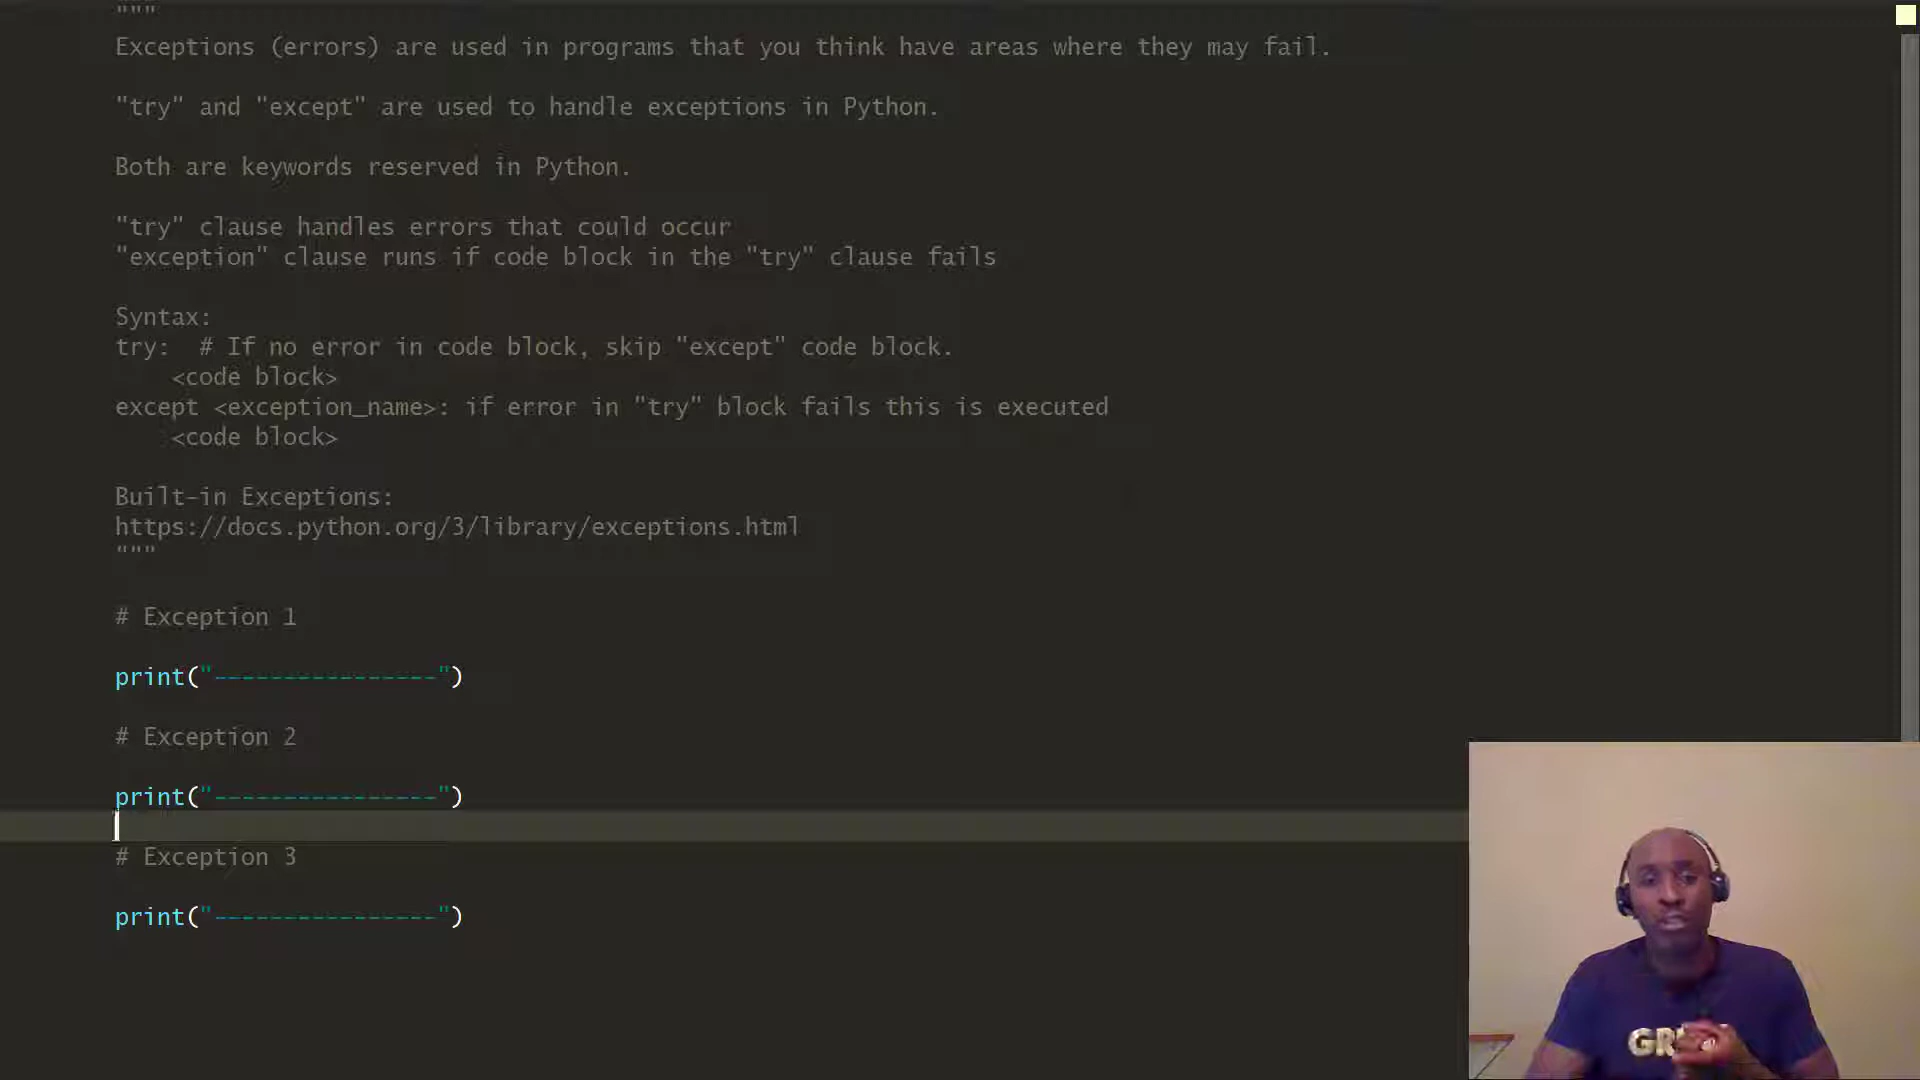 """
Exceptions (errors) are used in programs that you think have areas where they may fail.
"try" and "except" are used to handle exceptions in Python.
Both are keywords reserved in Python.
"try" clause handles errors that could occur
"exception" clause runs if code block in the "try" clause fails
Syntax:
try:  # If no error in code block, skip "except" code block.
    <code block>
except <exception_name>: if error in "try" block fails this is executed
    <code block>
Built-in Exceptions:
https://docs.python.org/3/library/exceptions.html
"""
# Exception 1
print("----------------")
# Exception 2
print("----------------")
# Exception 3
print("----------------")